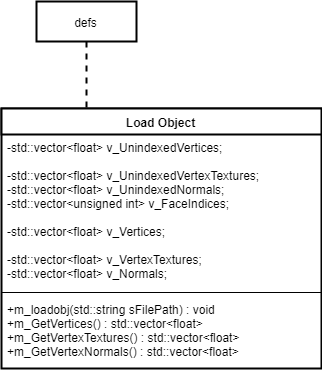 defs
Load Object
-std::vector<float> v_UnindexedVertices;
-std::vector<float> v_UnindexedVertexTextures;
-std::vector<float> v_UnindexedNormals;
-std::vector<unsigned int> v_FaceIndices;
-std::vector<float> v_Vertices;
-std::vector<float> v_VertexTextures;
-std::vector<float> v_Normals;
+m_loadobj(std::string sFilePath) : void
+m_GetVertices() : std::vector<float>
+m_GetVertexTextures() : std::vector<float>
+m_GetVertexNormals() : std::vector<float>